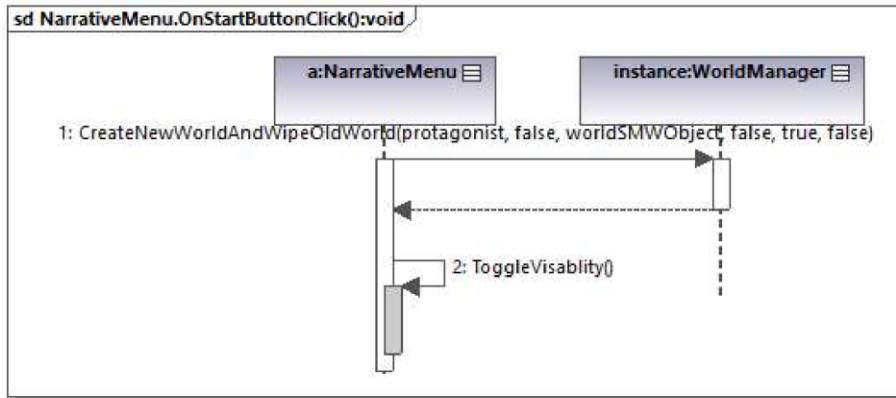 sd NarrativeMenu.OnStartButtonClick():void
a:NarrativeMenu
instance:WorldManager
1: CreateNewWorldAndWipeOldWorld(protagonist, false, worldSMWObject, false, true, false)
2: ToggleVisablity()